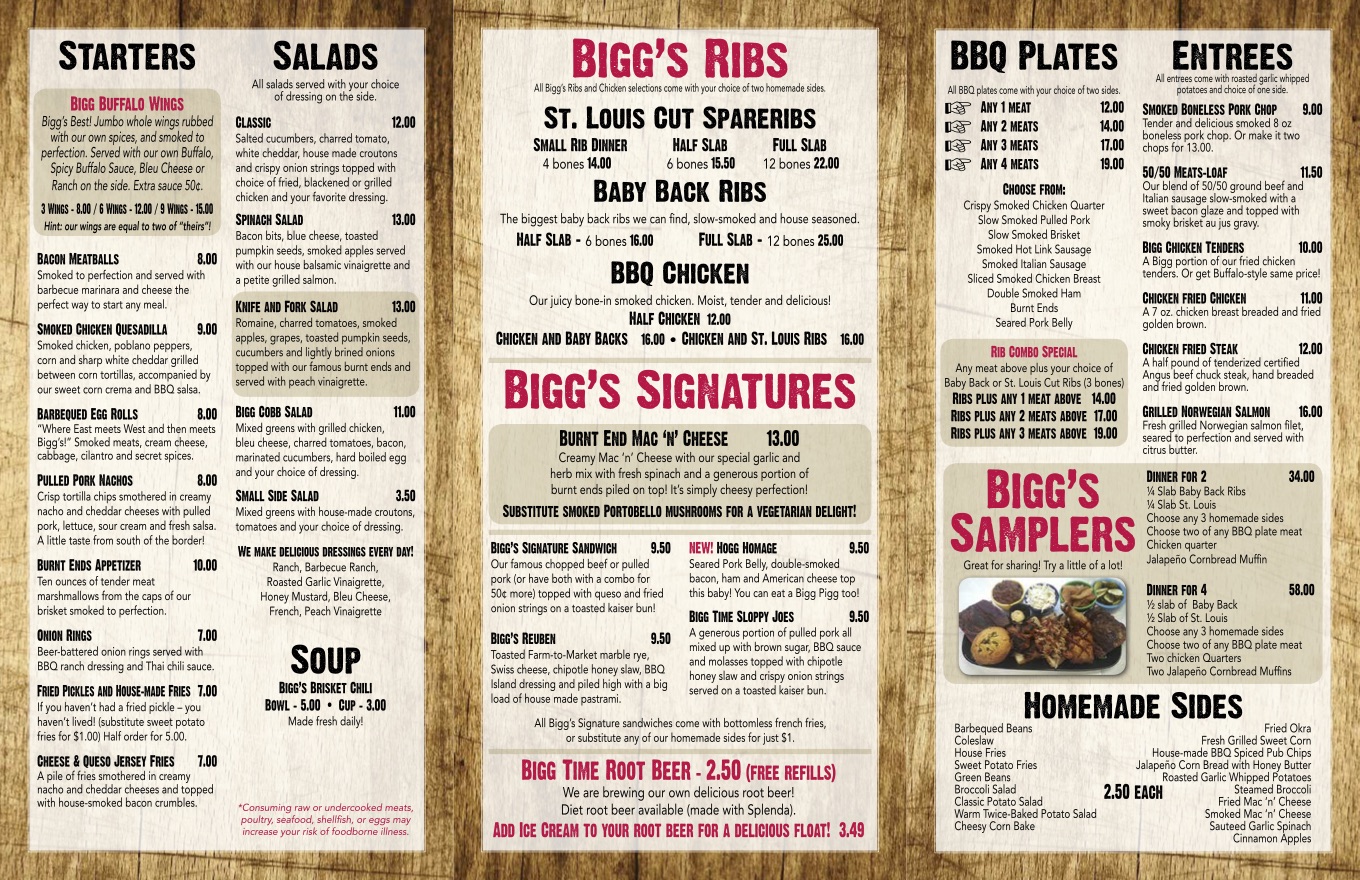 STARTERS
BIGG BUFFALO WINGS
Bigg's Best! Jumbo whole wings rubbed
with our own spices, and smoked to
perfection. Served with our own Buffalo,
Spicy Buffalo Sauce, Bleu Cheese or
Ranch on the side. Extra sauce 50¢.
3 WINGS - 8.00 / 6 WINGS - 12.00 / 9 WINGS - 15.00
Hint: our wings are equal to two of "theirs"!
BACON MEATBALLS 8.00
Smoked to perfection and served with
barbecue marinara and cheese the
perfect way to start any meal.
SMOKED CHICKEN QUESADILLA 9.00
Smoked chicken, poblano peppers,
corn and sharp white cheddar grilled
between corn tortillas, accompanied by
our sweet corn crema and BBQ salsa.
BARBEQUED EGG ROLLS 8.00
"Where East meets West and then meets
Bigg's!" Smoked meats, cream cheese,
cabbage, cilantro and secret spices.
PULLED PORK NACHOS 8.00
Crisp tortilla chips smothered in creamy
nacho and cheddar cheeses with pulled
pork, lettuce, sour cream and fresh salsa.
A little taste from south of the border!
BURNT ENDS APPETIZER 10.00
Ten ounces of tender meat
marshmallows from the caps of our
brisket smoked to perfection.
ONION RINGS 7.00
Beer-battered onion rings served with
BBQ ranch dressing and Thai chili sauce.
FRIED PICKLES AND HOUSE-MADE FRIES 7.00
If you haven't had a fried pickle – you
haven't lived! (substitute sweet potato
fries for $1.00) Half order for 5.00.
CHEESE & QUESO JERSEY FRIES 7.00
A pile of fries smothered in creamy
nacho and cheddar cheeses and topped
with house-smoked bacon crumbles.
SALADS
All salads served with your choice
of dressing on the side.
CLASSIC 12.00
Salted cucumbers, charred tomato,
white cheddar, house made croutons
and crispy onion strings topped with
choice of fried, blackened or grilled
chicken and your favorite dressing.
SPINACH SALAD 13.00
Bacon bits, blue cheese, toasted
pumpkin seeds, smoked apples served
with our house balsamic vinaigrette and
a petite grilled salmon.
KNIFE AND FORK SALAD 13.00
Romaine, charred tomatoes, smoked
apples, grapes, toasted pumpkin seeds,
cucumbers and lightly brined onions
topped with our famous burnt ends and
served with peach vinaigrette.
BIGG COBB SALAD 11.00
Mixed greens with grilled chicken,
bleu cheese, charred tomatoes, bacon,
marinated cucumbers, hard boiled egg
and your choice of dressing.
SMALL SIDE SALAD 3.50
Mixed greens with house-made croutons,
tomatoes and your choice of dressing.
WE MAKE DELICIOUS DRESSINGS EVERY DAY!
Ranch, Barbecue Ranch,
Roasted Garlic Vinaigrette,
Honey Mustard, Bleu Cheese,
French, Peach Vinaigrette
SOUP
BIGG'S BRISKET CHILI
BOWL - 5.00 • CUP - 3.00
Made fresh daily!
*Consuming raw or undercooked meats,
poultry, seafood, shellfish, or eggs may
increase your risk of foodborne illness.
BIGG'S RIBS
All Bigg's Ribs and Chicken selections come with your choice of two homemade sides.
ST. LOUIS CUT SPARERIBS
SMALL RIB DINNER HALF SLAB FULL SLAB
4 bones 14.00 6 bones 15.50 12 bones 22.00
BABY BACK RIBS
The biggest baby back ribs we can find, slow-smoked and house seasoned.
HALF SLAB - 6 bones 16.00 FULL SLAB - 12 bones 25.00
BBQ CHICKEN
Our juicy bone-in smoked chicken. Moist, tender and delicious!
HALF CHICKEN 12.00
CHICKEN AND BABY BACKS 16.00 • CHICKEN AND ST. LOUIS RIBS 16.00
BIGG'S SIGNATURES
BURNT END MAC 'N' CHEESE 13.00
Creamy Mac 'n' Cheese with our special garlic and
herb mix with fresh spinach and a generous portion of
burnt ends piled on top! It's simply cheesy perfection!
SUBSTITUTE SMOKED PORTOBELLO MUSHROOMS FOR A VEGETARIAN DELIGHT!
BIGG'S SIGNATURE SANDWICH 9.50
Our famous chopped beef or pulled
pork (or have both with a combo for
50¢ more) topped with queso and fried
onion strings on a toasted kaiser bun!
BIGG'S REUBEN 9.50
Toasted Farm-to-Market marble rye,
Swiss cheese, chipotle honey slaw, BBQ
Island dressing and piled high with a big
load of house made pastrami.
NEW! HOGG HOMAGE 9.50
Seared Pork Belly, double-smoked
bacon, ham and American cheese top
this baby! You can eat a Bigg Pigg too!
BIGG TIME SLOPPY JOES 9.50
A generous portion of pulled pork all
mixed up with brown sugar, BBQ sauce
and molasses topped with chipotle
honey slaw and crispy onion strings
served on a toasted kaiser bun.
All Bigg's Signature sandwiches come with bottomless french fries,
or substitute any of our homemade sides for just $1.
BIGG TIME ROOT BEER - 2.50 (FREE REFILLS)
We are brewing our own delicious root beer!
Diet root beer available (made with Splenda).
ADD ICE CREAM TO YOUR ROOT BEER FOR A DELICIOUS FLOAT! 3.49
BBQ PLATES
All BBQ plates come with your choice of two sides.
ANY 1 MEAT 12.00
ANY 2 MEATS 14.00
ANY 3 MEATS 17.00
ANY 4 MEATS 19.00
CHOOSE FROM:
Crispy Smoked Chicken Quarter
Slow Smoked Pulled Pork
Slow Smoked Brisket
Smoked Hot Link Sausage
Smoked Italian Sausage
Sliced Smoked Chicken Breast
Double Smoked Ham
Burnt Ends
Seared Pork Belly
RIB COMBO SPECIAL
Any meat above plus your choice of
Baby Back or St. Louis Cut Ribs (3 bones)
RIBS PLUS ANY 1 MEAT ABOVE 14.00
RIBS PLUS ANY 2 MEATS ABOVE 17.00
RIBS PLUS ANY 3 MEATS ABOVE 19.00
ENTREES
All entrees come with roasted garlic whipped
potatoes and choice of one side.
SMOKED BONELESS PORK CHOP 9.00
Tender and delicious smoked 8 oz
boneless pork chop. Or make it two
chops for 13.00.
50/50 MEATS-LOAF 11.50
Our blend of 50/50 ground beef and
Italian sausage slow-smoked with a
sweet bacon glaze and topped with
smoky brisket au jus gravy.
BIGG CHICKEN TENDERS 10.00
A Bigg portion of our fried chicken
tenders. Or get Buffalo-style same price!
CHICKEN FRIED CHICKEN 11.00
A 7 oz. chicken breast breaded and fried
golden brown.
CHICKEN FRIED STEAK 12.00
A half pound of tenderized certified
Angus beef chuck steak, hand breaded
and fried golden brown.
GRILLED NORWEGIAN SALMON 16.00
Fresh grilled Norwegian salmon filet,
seared to perfection and served with
citrus butter.
BIGG'S
SAMPLERS
Great for sharing! Try a little of a lot!
DINNER FOR 2 34.00
¼ Slab Baby Back Ribs
¼ Slab St. Louis
Choose any 3 homemade sides
Choose two of any BBQ plate meat
Chicken quarter
Jalapeño Cornbread Muffin
DINNER FOR 4 58.00
½ slab of Baby Back
½ Slab of St. Louis
Choose any 3 homemade sides
Choose two of any BBQ plate meat
Two chicken Quarters
Two Jalapeño Cornbread Muffins
HOMEMADE SIDES
Barbequed Beans
Coleslaw
House Fries
Sweet Potato Fries
Green Beans
Broccoli Salad
Classic Potato Salad
Warm Twice-Baked Potato Salad
Cheesy Corn Bake
2.50 EACH
Fried Okra
Fresh Grilled Sweet Corn
House-made BBQ Spiced Pub Chips
Jalapeño Corn Bread with Honey Butter
Roasted Garlic Whipped Potatoes
Steamed Broccoli
Fried Mac 'n' Cheese
Smoked Mac 'n' Cheese
Sauteed Garlic Spinach
Cinnamon Apples